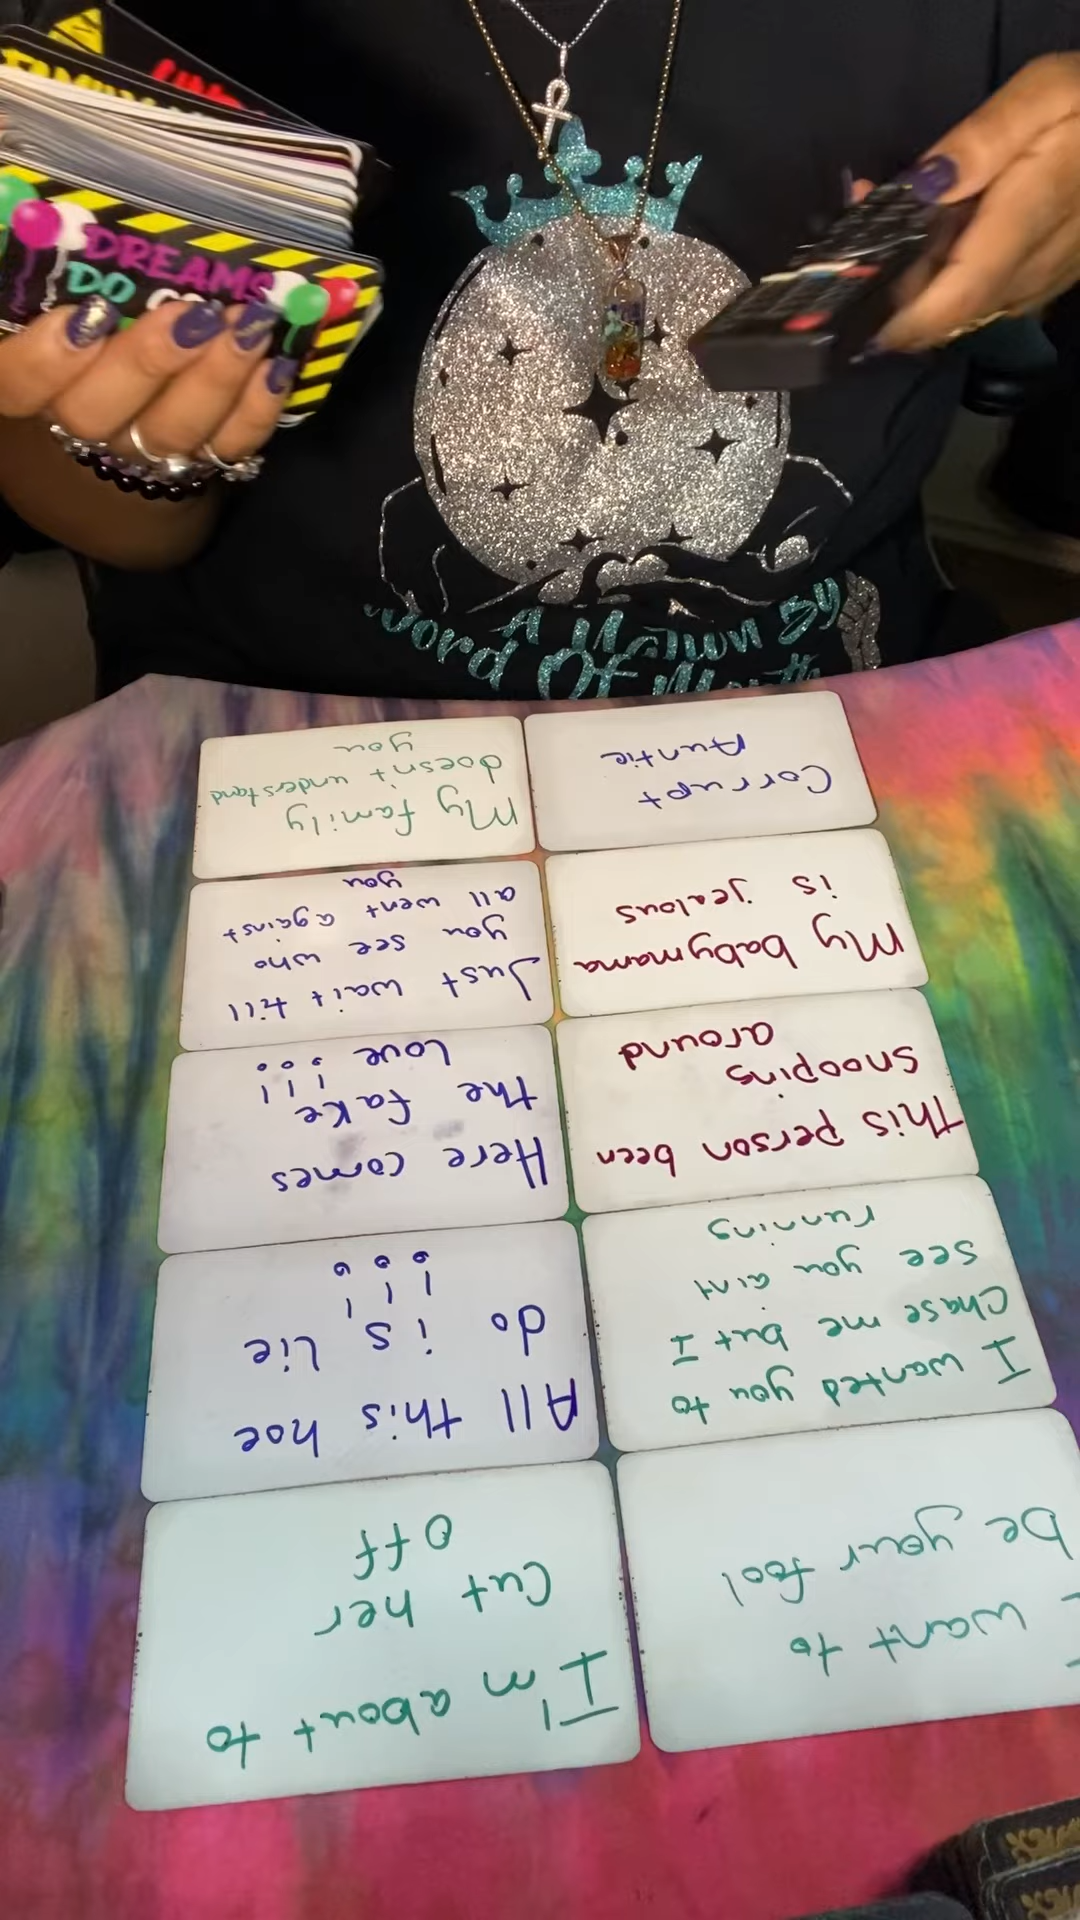 DREAMS
DO
A Nation By
Word Of Mouth
My family
doesn't understand
you
Corrupt
Auntie
Just wait till
you see who
all went against
you
My babymama
is jealous
Here comes
the fake
Love !!!
This person been
snooping
around
All this hoe
do is Lie
!!!
I wanted you to
chase me but I
see you aint
running
I'm about to
Cut her
Off
I want to
be your fool